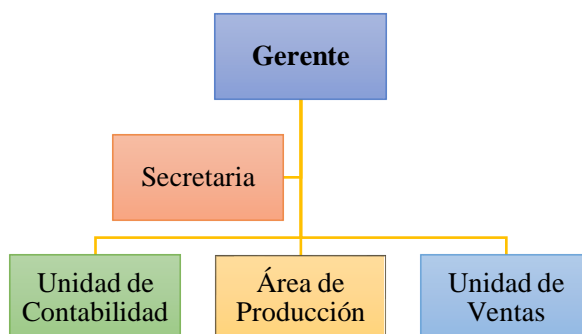 Gerente
Secretaria
Unidad de
Contabilidad
Área de
Producción
Unidad de
Ventas